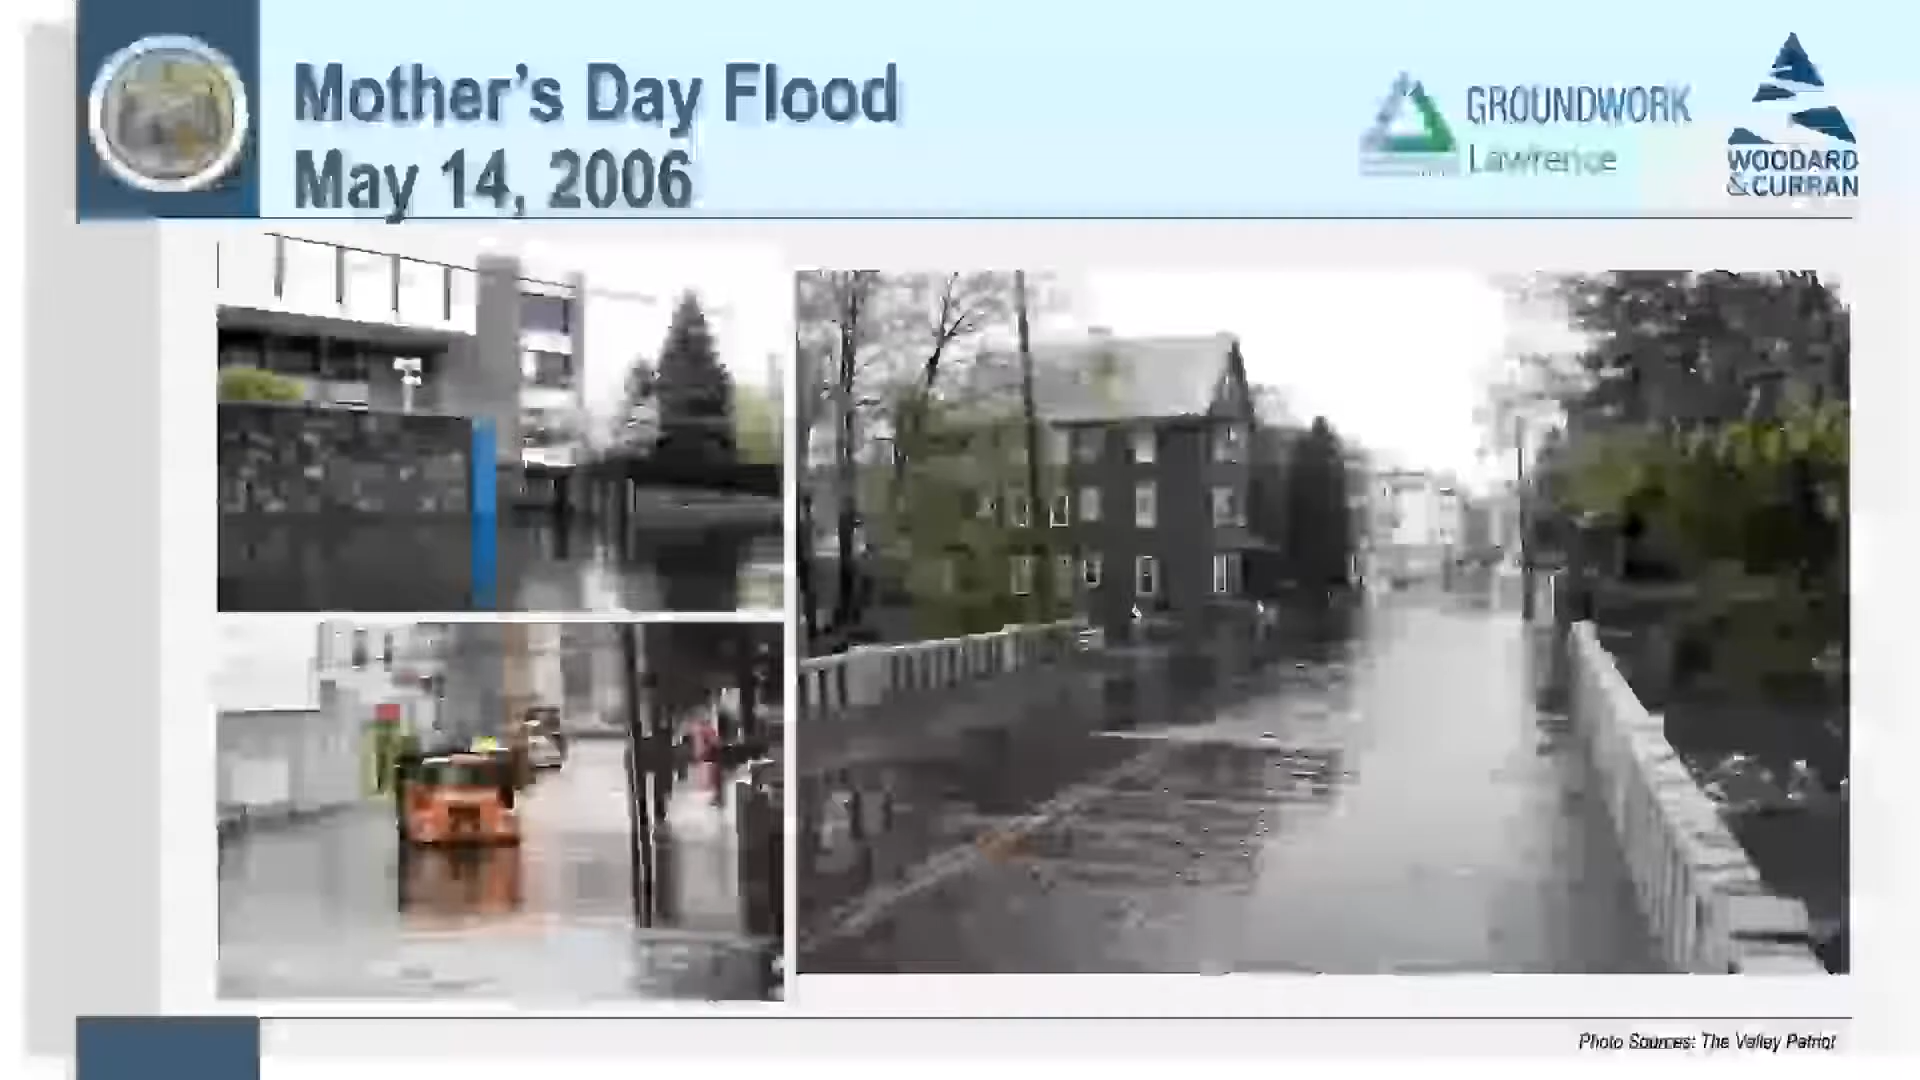 Mother's Day Flood
May 14, 2006
GROUNDWORK
Lawrence
WOODARD
&CURRAN
Photo Sources: The Valley Patriot